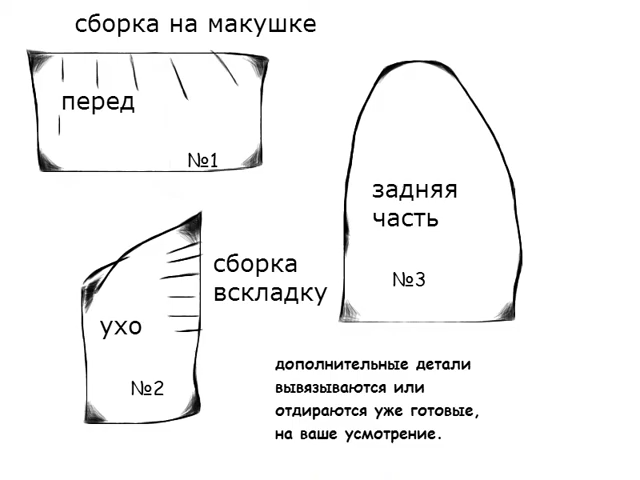 сборка на макушке
перед
№1
задняя
часть
№3
сборка
вскладку
ухо
№2
дополнительные детали
вывязываются или
отдираются уже готовые,
на ваше усмотрение.